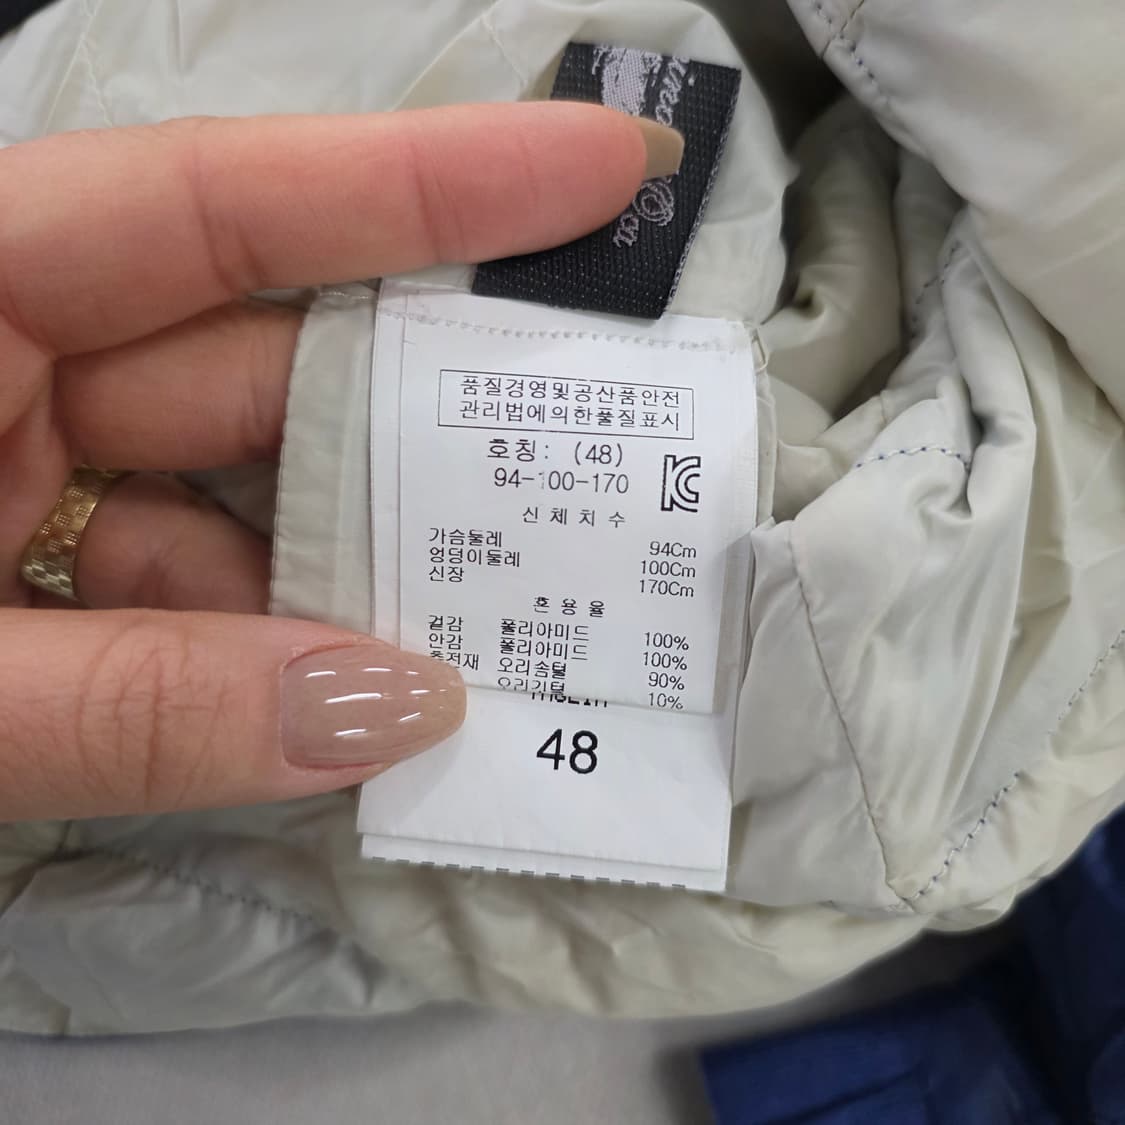 품질경영및공산품안전
관리법에의한품질표시
호칭: (48)
94-100-170
신체치수
가슴둘레 94Cm
엉덩이둘레 100Cm
신장 170Cm
혼용율
겉감 폴리아미드 100%
안감 폴리아미드 100%
충전재 오리솜털 90%
오리깃털 10%
48